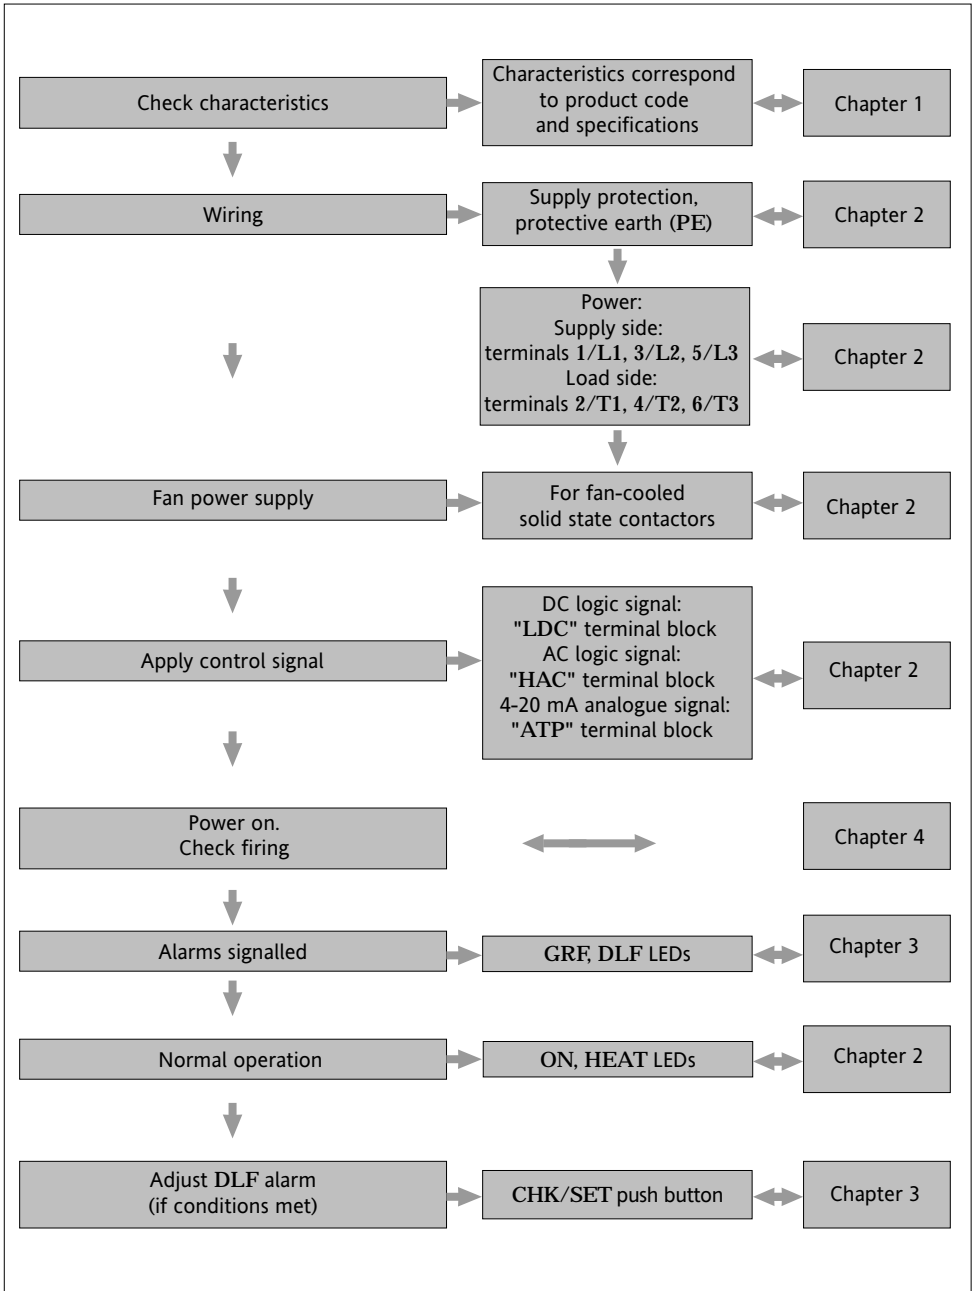 Check characteristics
Characteristics correspond
to product code
and specifications
Chapter 1
Wiring
Supply protection,
protective earth (PE)
Chapter 2
Power:
Supply side:
terminals 1/L1, 3/L2, 5/L3
Load side:
terminals 2/T1, 4/T2, 6/T3
Chapter 2
Fan power supply
For fan-cooled
solid state contactors
Chapter 2
Apply control signal
DC logic signal:
"LDC" terminal block
AC logic signal:
"HAC" terminal block
4-20 mA analogue signal:
"ATP" terminal block
Chapter 2
Power on.
Check firing
Chapter 4
Alarms signalled
GRF, DLF LEDs
Chapter 3
Normal operation
ON, HEAT LEDs
Chapter 2
Adjust DLF alarm
(if conditions met)
CHK/SET push button
Chapter 3